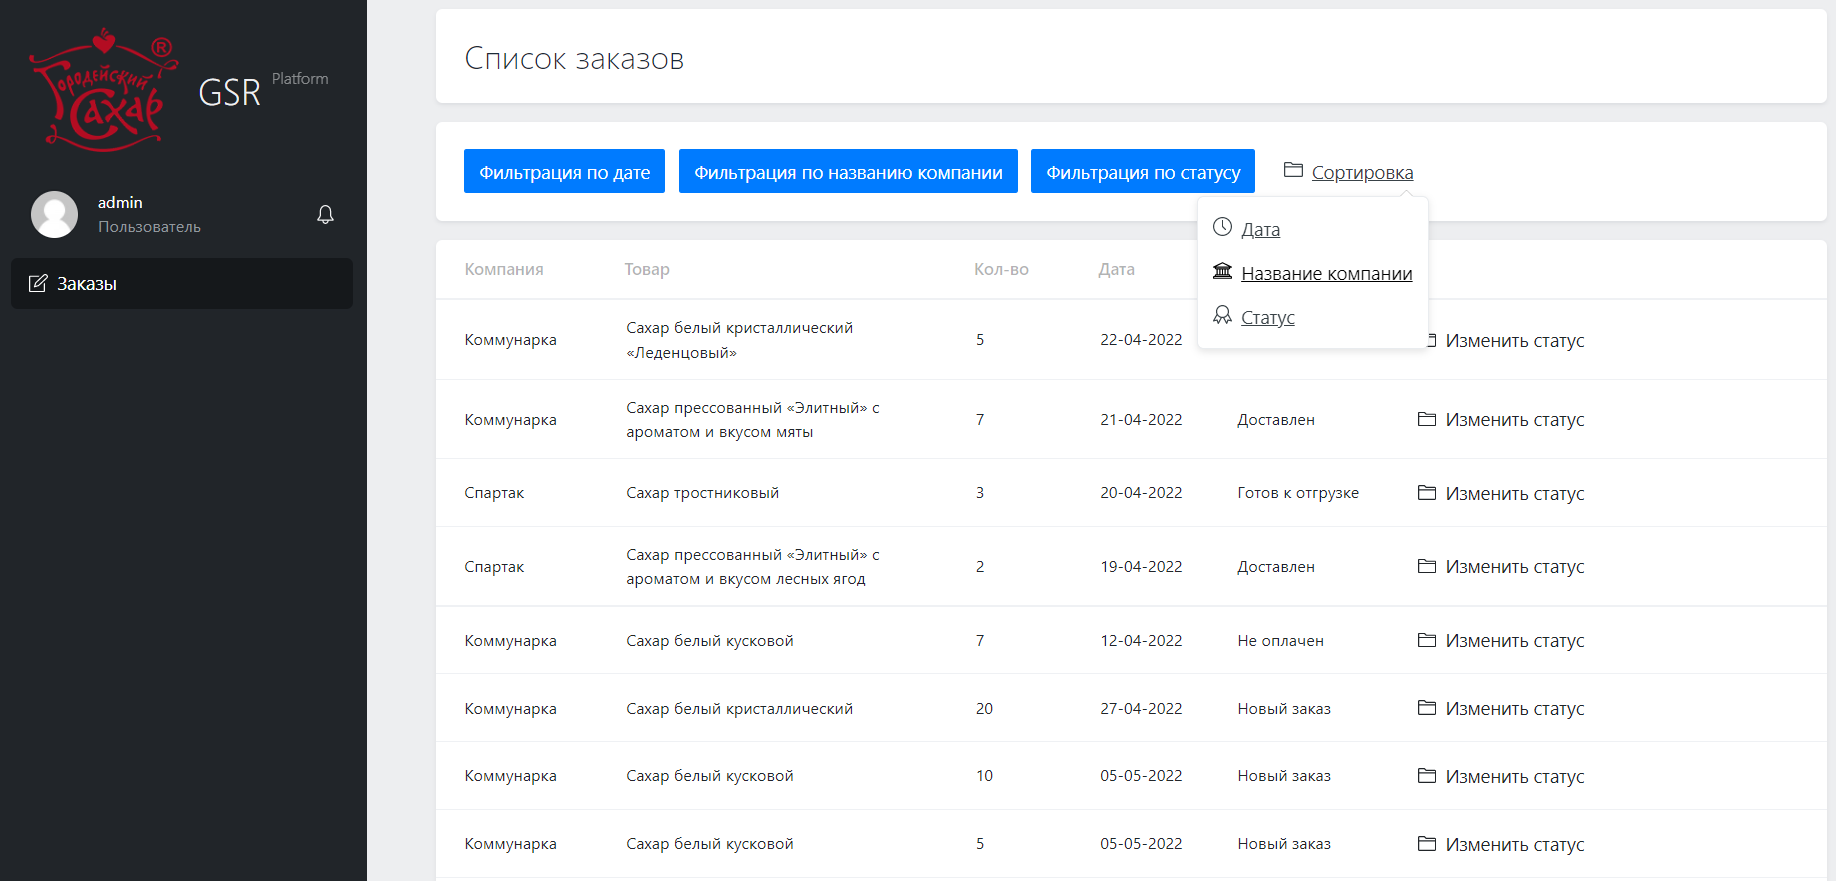 Городейский
Сахар
®
GSR Platform
admin
Пользователь
Заказы
Список заказов
Фильтрация по дате
Фильтрация по названию компании
Фильтрация по статусу
Сортировка
Дата
Название компании
Статус
Компания Товар Кол-во Дата
Коммунарка Сахар белый кристаллический «Леденцовый» 5 22-04-2022 Изменить статус
Коммунарка Сахар прессованный «Элитный» с ароматом и вкусом мяты 7 21-04-2022 Доставлен Изменить статус
Спартак Сахар тростниковый 3 20-04-2022 Готов к отгрузке Изменить статус
Спартак Сахар прессованный «Элитный» с ароматом и вкусом лесных ягод 2 19-04-2022 Доставлен Изменить статус
Коммунарка Сахар белый кусковой 7 12-04-2022 Не оплачен Изменить статус
Коммунарка Сахар белый кристаллический 20 27-04-2022 Новый заказ Изменить статус
Коммунарка Сахар белый кусковой 10 05-05-2022 Новый заказ Изменить статус
Коммунарка Сахар белый кусковой 5 05-05-2022 Новый заказ Изменить статус